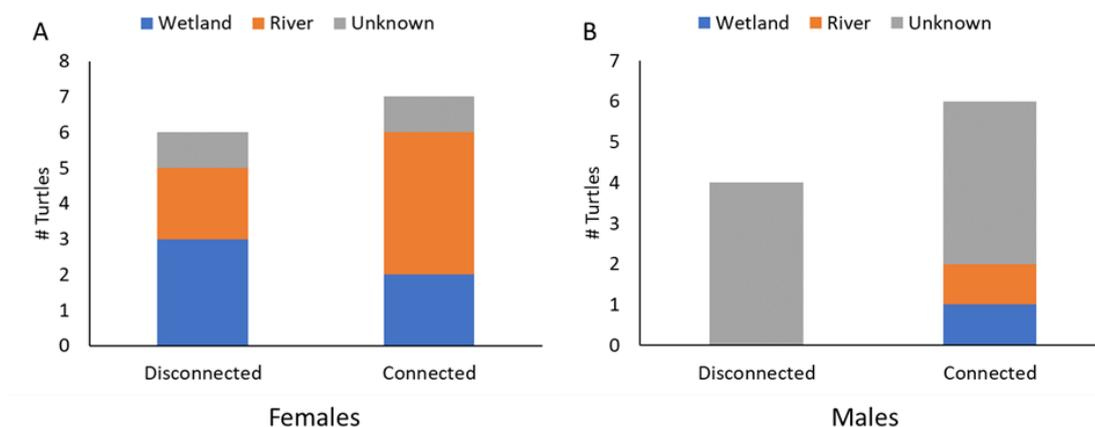 A
Wetland River Unknown
8
7
6
5
4
3
2
1
0
# Turtles
Disconnected Connected
Females
B
Wetland River Unknown
7
6
5
4
3
2
1
0
# Turtles
Disconnected Connected
Males